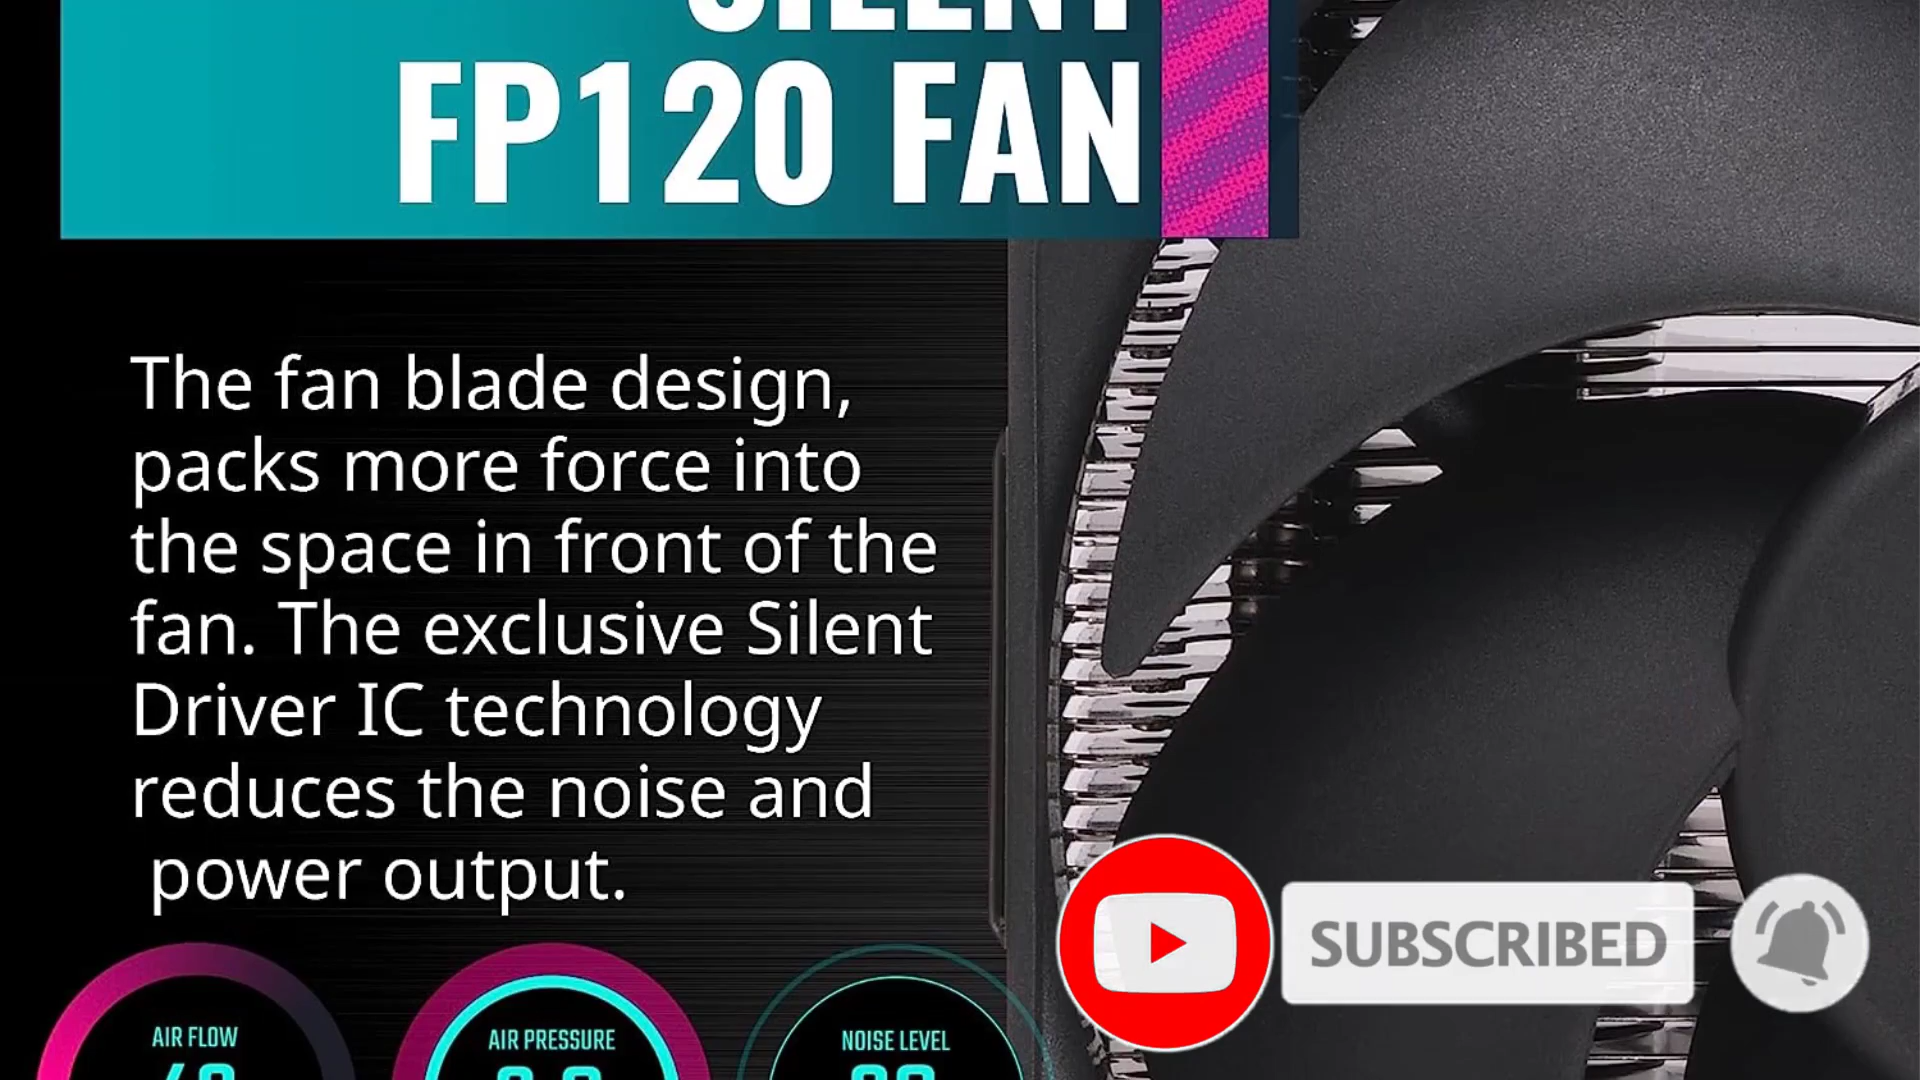 SILENT
FP120 FAN
The fan blade design,
packs more force into
the space in front of the
fan. The exclusive Silent
Driver IC technology
reduces the noise and
power output.
SUBSCRIBED
AIR FLOW
AIR PRESSURE
NOISE LEVEL